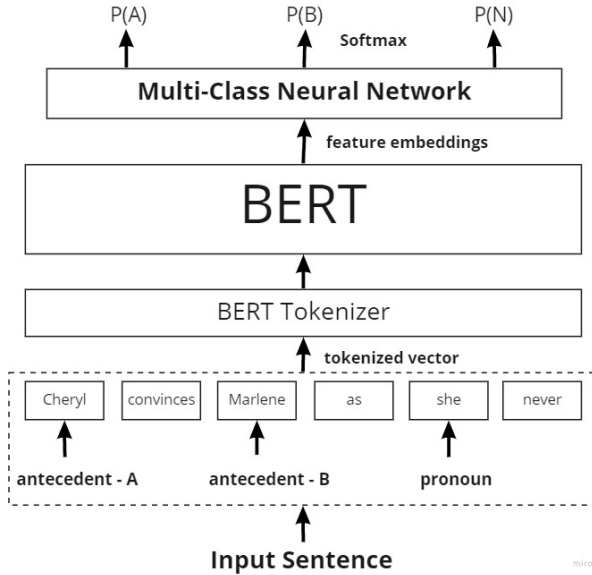 P(A) P(B) P(N)
Softmax
Multi-Class Neural Network
feature embeddings
BERT
BERT Tokenizer
tokenized vector
Cheryl convinces Marlene as she never
antecedent - A antecedent - B pronoun
Input Sentence
miro